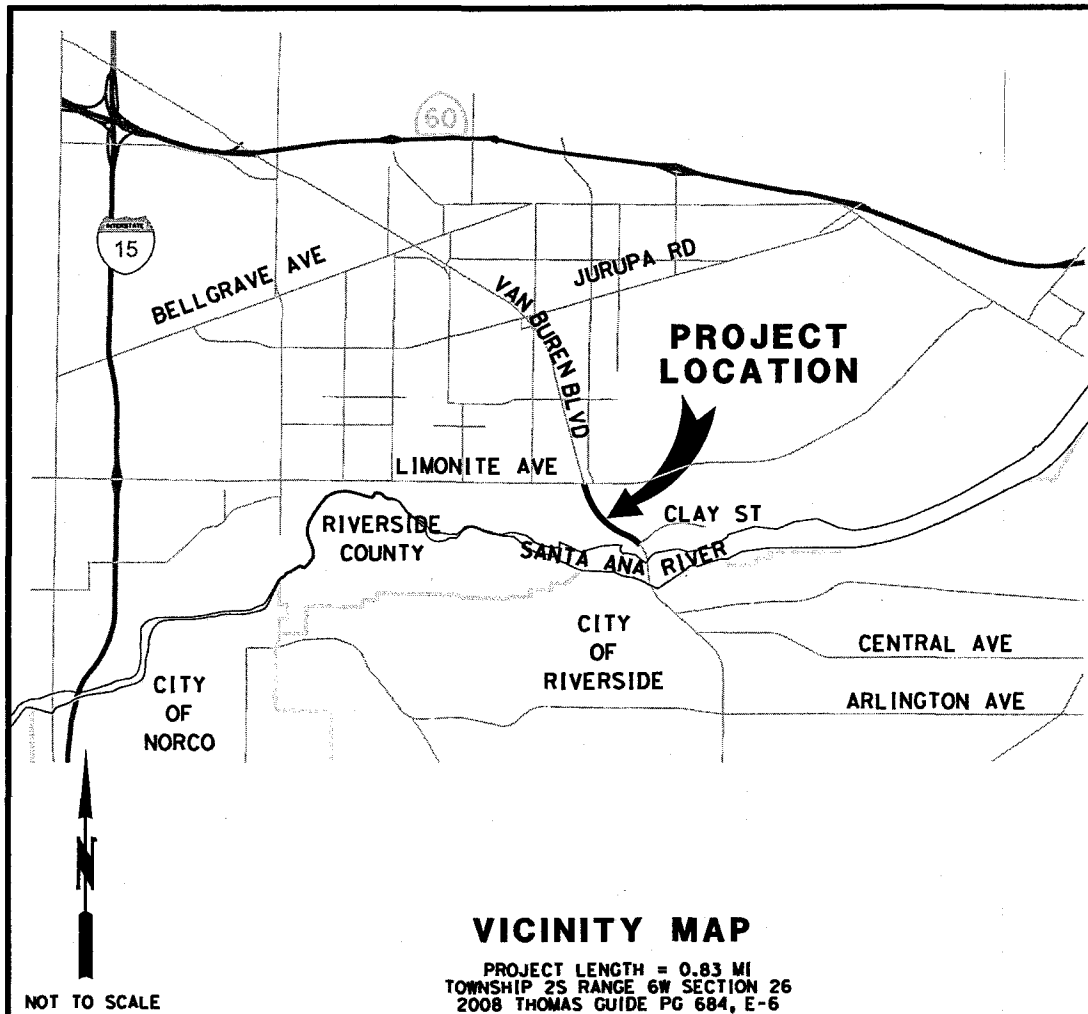 60
INTERSTATE
15
BELLGRAVE AVE
JURUPA RD
VAN BUREN BLVD
PROJECT
LOCATION
LIMONITE AVE
CLAY ST
RIVERSIDE
COUNTY
SANTA ANA RIVER
CITY
OF
RIVERSIDE
CENTRAL AVE
ARLINGTON AVE
CITY
OF
NORCO
N
NOT TO SCALE
VICINITY MAP
PROJECT LENGTH = 0.83 MI
TOWNSHIP 2S RANGE 6W SECTION 26
2008 THOMAS GUIDE PG 684, E-6